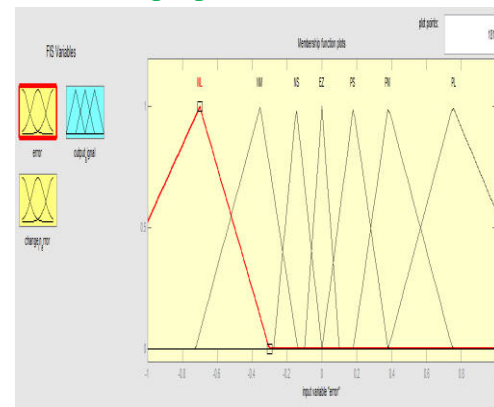 plot points:
181
FIS Variables
Membership function plots
NL NM NS EZ PS PM PL
1
0.5
0
error
output_signal
-1 -0.8 -0.6 -0.4 -0.2 0 0.2 0.4 0.6 0.8
input variable "error"